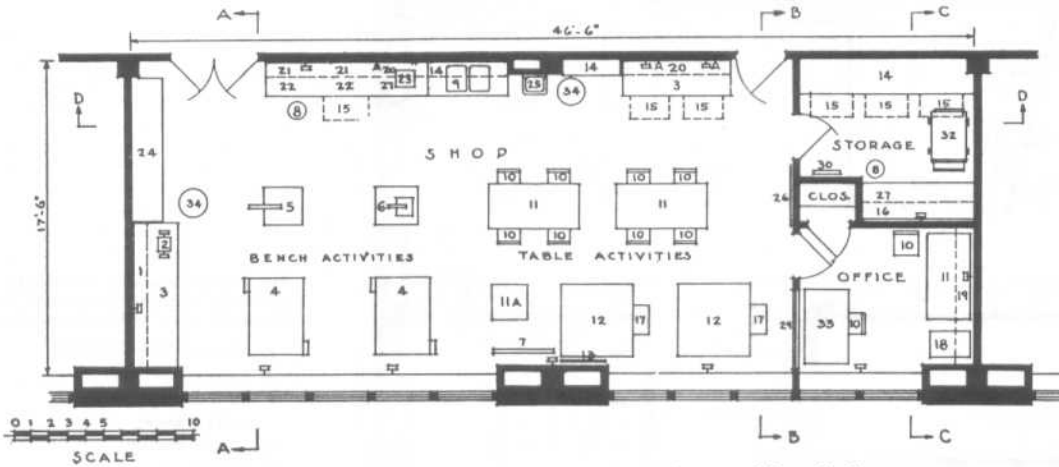 A B C
46'-6"
21 21 20 14 9 25 14 20 A 14
22 22 21 23 34 3
8 15 15 15 15 15 15
D D
24 SHOP STORAGE 32
30 8
10 10 10 10
5 6 11 11 26 CLOS. 27
34 16
17'-6"
2 10 10 10 10 10
BENCH ACTIVITIES TABLE ACTIVITIES OFFICE
1 3 4 4 11A 11 19
12 17 12 17 29 33 10
7 13 18
0 1 2 3 4 5 10
SCALE
A B C